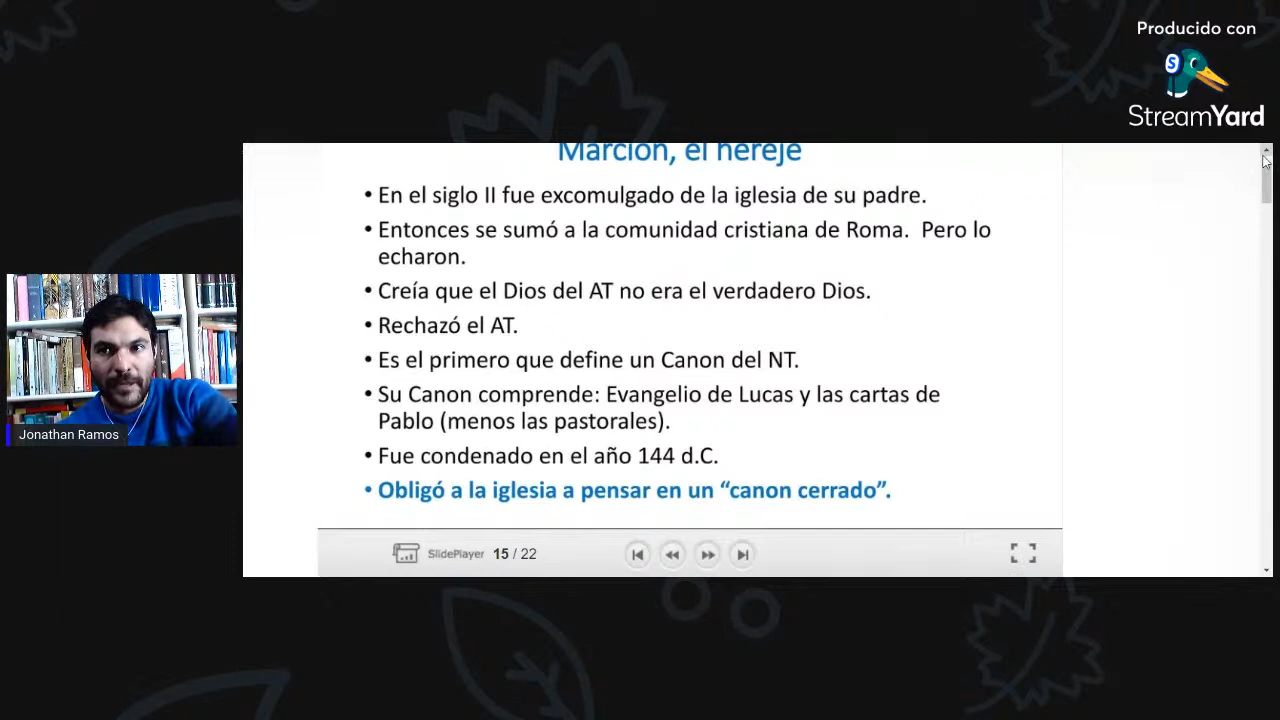 Producido con
StreamYard
Marción, el hereje
• En el siglo II fue excomulgado de la iglesia de su padre.
• Entonces se sumó a la comunidad cristiana de Roma. Pero lo
echaron.
• Creía que el Dios del AT no era el verdadero Dios.
• Rechazó el AT.
• Es el primero que define un Canon del NT.
• Su Canon comprende: Evangelio de Lucas y las cartas de
Pablo (menos las pastorales).
• Fue condenado en el año 144 d.C.
• Obligó a la iglesia a pensar en un “canon cerrado”.
Jonathan Ramos
SlidePlayer 15 / 22